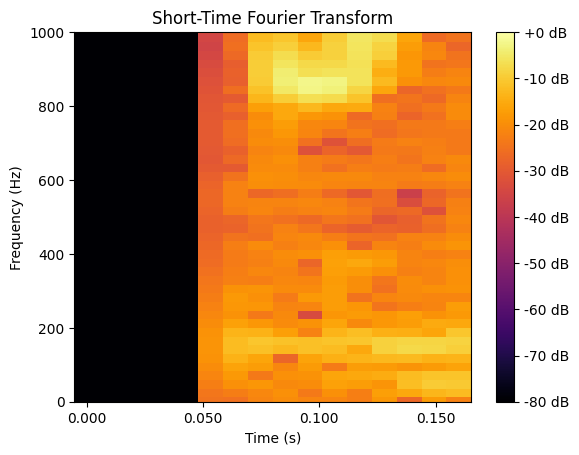 Short-Time Fourier Transform
1000
800
600
400
200
0
Frequency (Hz)
0.000
0.050
0.100
0.150
Time (s)
+0 dB
-10 dB
-20 dB
-30 dB
-40 dB
-50 dB
-60 dB
-70 dB
-80 dB